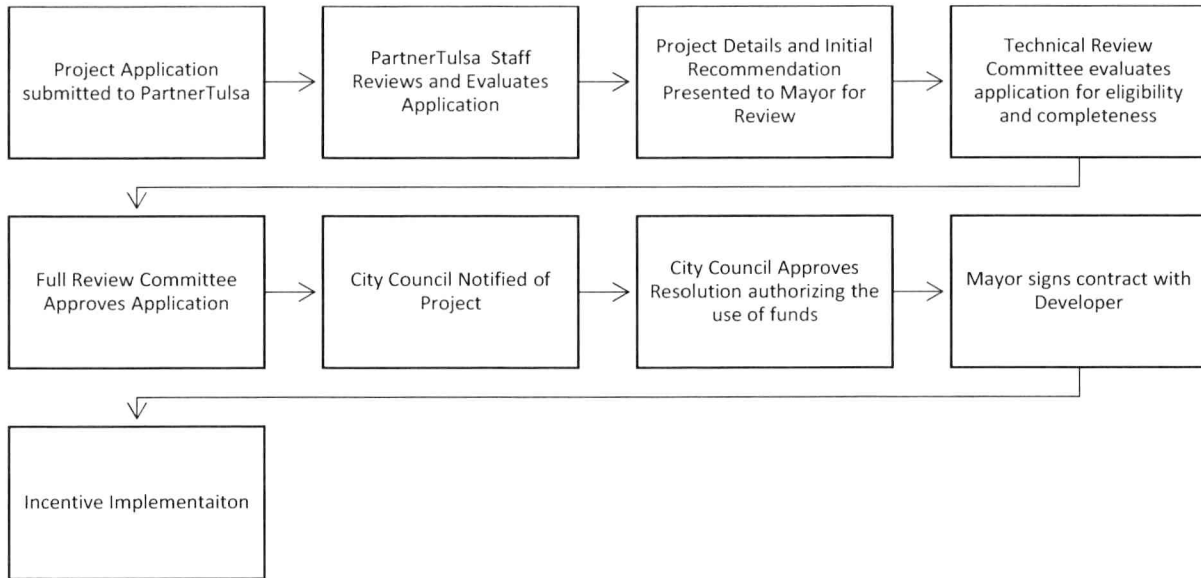 Project Application
submitted to PartnerTulsa
PartnerTulsa Staff
Reviews and Evaluates
Application
Project Details and Initial
Recommendation
Presented to Mayor for
Review
Technical Review
Committee evaluates
application for eligibility
and completeness
Full Review Committee
Approves Application
City Council Notified of
Project
City Council Approves
Resolution authorizing the
use of funds
Mayor signs contract with
Developer
Incentive Implementaiton